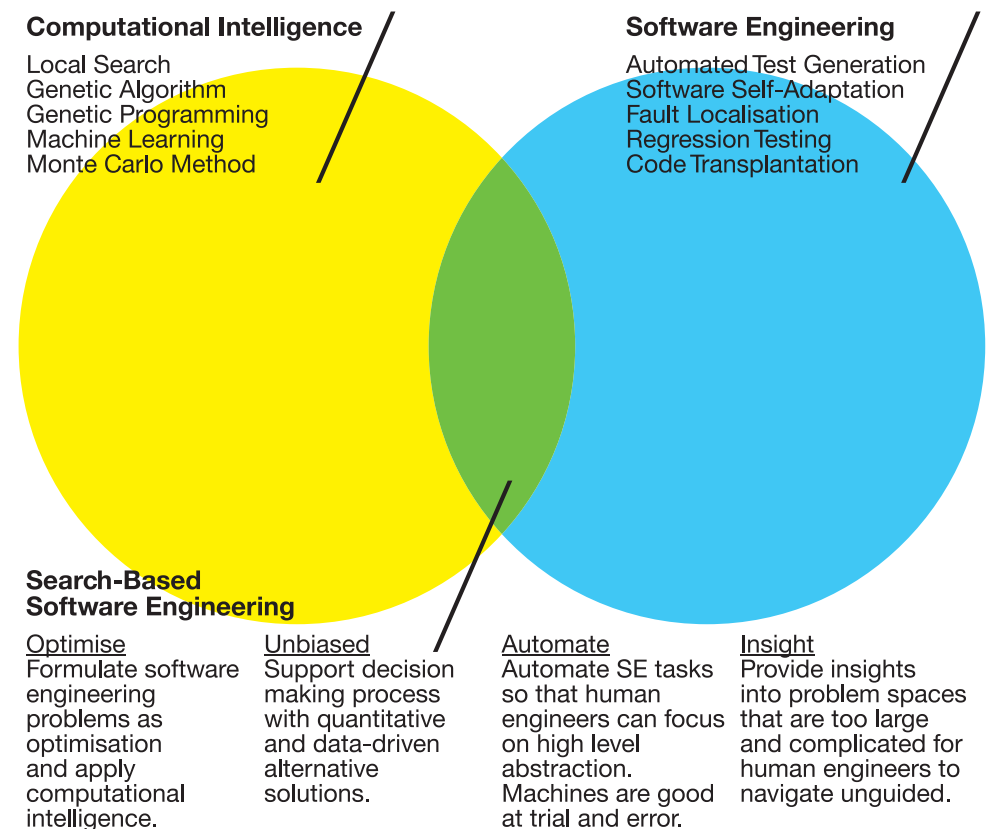 Computational Intelligence
Local Search
Genetic Algorithm
Genetic Programming
Machine Learning
Monte Carlo Method
Software Engineering
Automated Test Generation
Software Self-Adaptation
Fault Localisation
Regression Testing
Code Transplantation
Search-Based
Software Engineering
Optimise
Formulate software
engineering
problems as
optimisation
and apply
computational
intelligence.
Unbiased
Support decision
making process
with quantitative
and data-driven
alternative
solutions.
Automate
Automate SE tasks
so that human
engineers can focus
on high level
abstraction.
Machines are good
at trial and error.
Insight
Provide insights
into problem spaces
that are too large
and complicated for
human engineers to
navigate unguided.